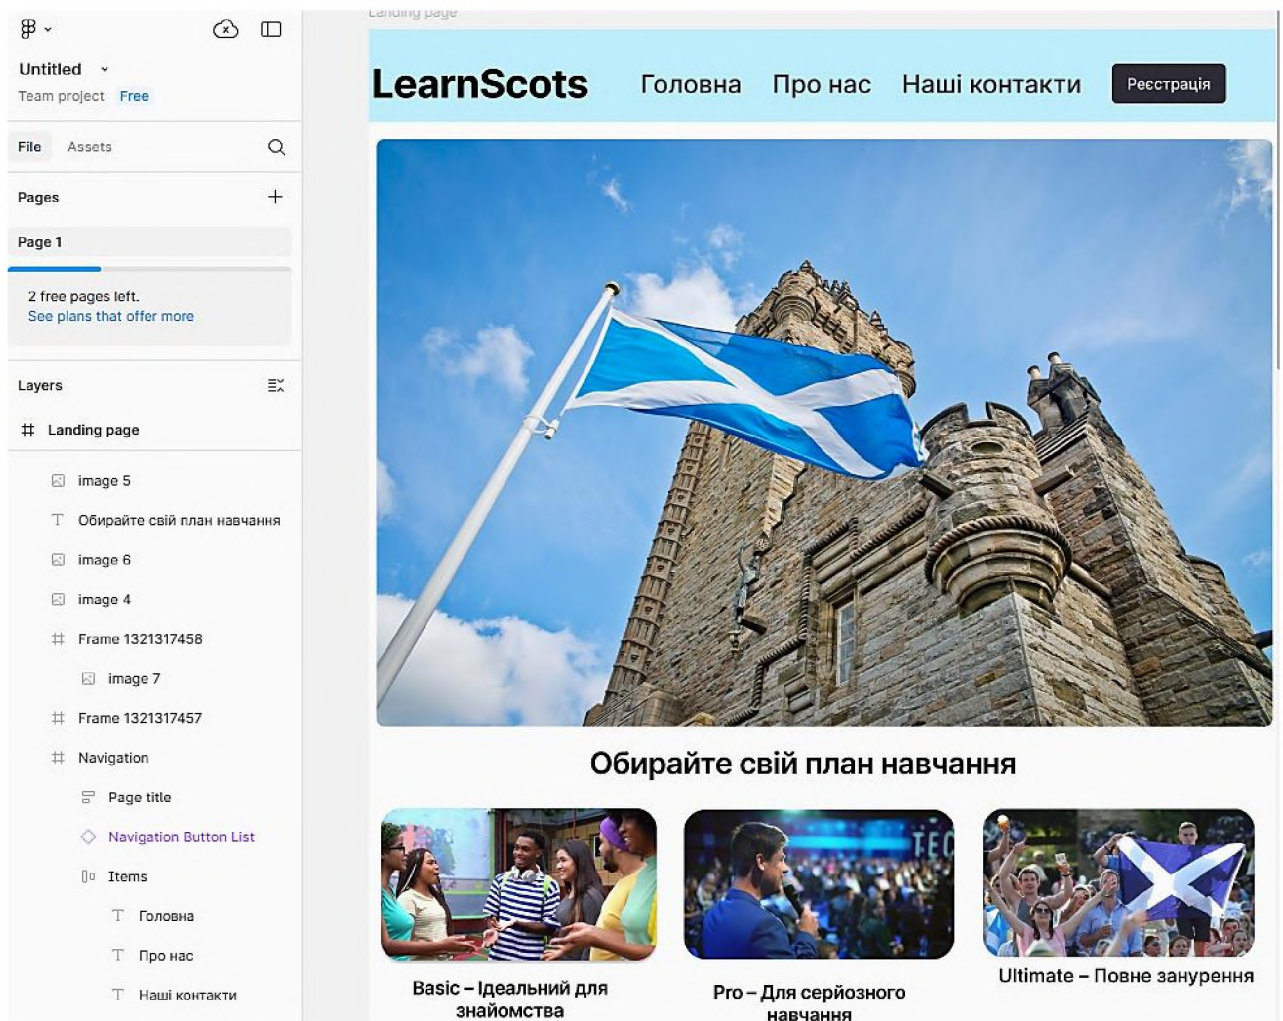 Landing page
Untitled
Team project Free
File Assets
Pages
Page 1
2 free pages left.
See plans that offer more
Layers
Landing page
image 5
Обирайте свій план навчання
image 6
image 4
Frame 1321317458
image 7
Frame 1321317457
Navigation
Page title
Navigation Button List
Items
Головна
Про нас
Наші контакти
LearnScots Головна Про нас Наші контакти Реєстрація
Обирайте свій план навчання
TEC
Basic – Ідеальний для
знайомства
Pro – Для серйозного
навчання
Ultimate – Повне занурення